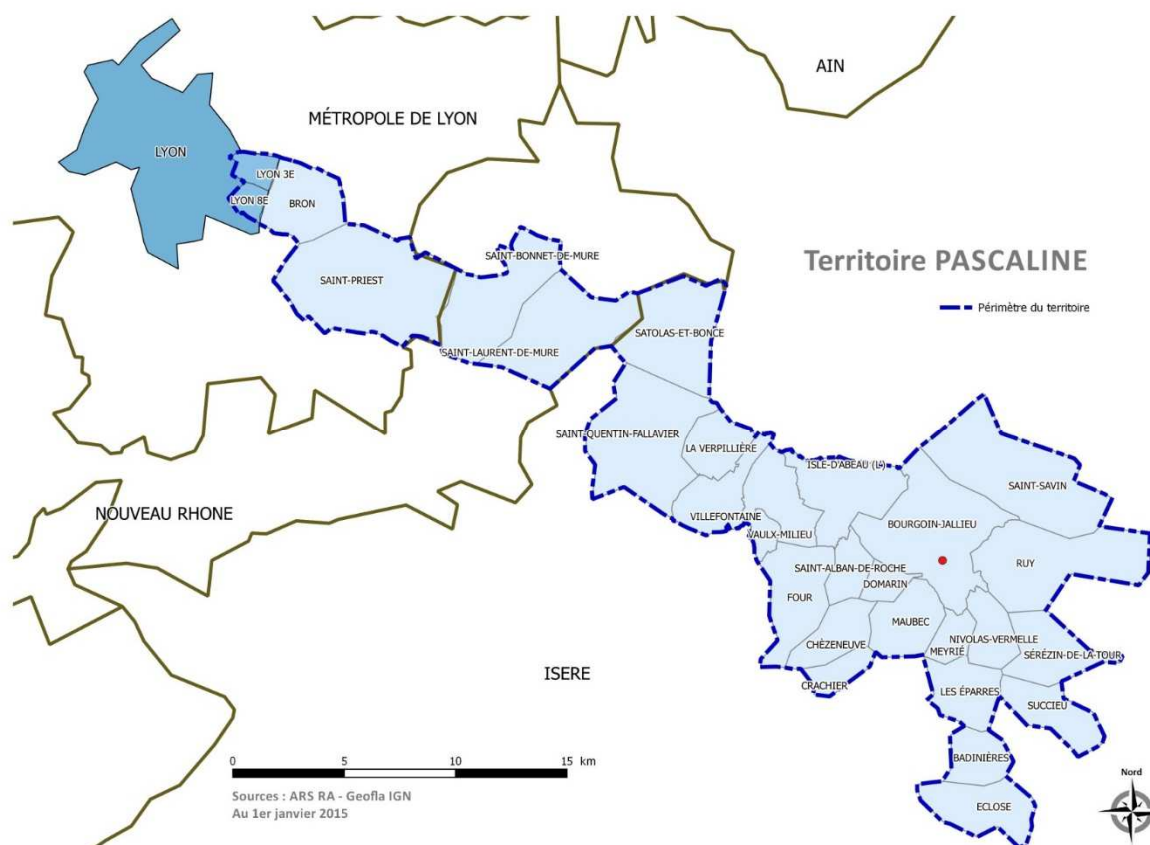 AIN
MÉTROPOLE DE LYON
LYON
LYON 3E
LYON 8E
BRON
SAINT-PRIEST
SAINT-BONNET-DE-MURE
Territoire PASCALINE
Périmètre du territoire
SATOLAS-ET-BONCE
SAINT-LAURENT-DE-MURE
SAINT-QUENTIN-FALLAVIER
LA VERPILLIÈRE
ISLE-D'ABEAU (L')
SAINT-SAVIN
NOUVEAU RHONE
VILLEFONTAINE
BOURGOIN-JALLIEU
VAULX-MILIEU
RUY
SAINT-ALBAN-DE-ROCHE
DOMARIN
FOUR
MAUBEC
NIVOLAS-VERMELLE
CHÈZENEUVE
MEYRIÉ
SÉRÉZIN-DE-LA-TOUR
ISERE
CRACHIER
LES ÉPARRES
SUCCIEU
BADINIÈRES
ECLOSE
0 5 10 15 km
Sources : ARS RA - Geofla IGN
Au 1er janvier 2015
Nord